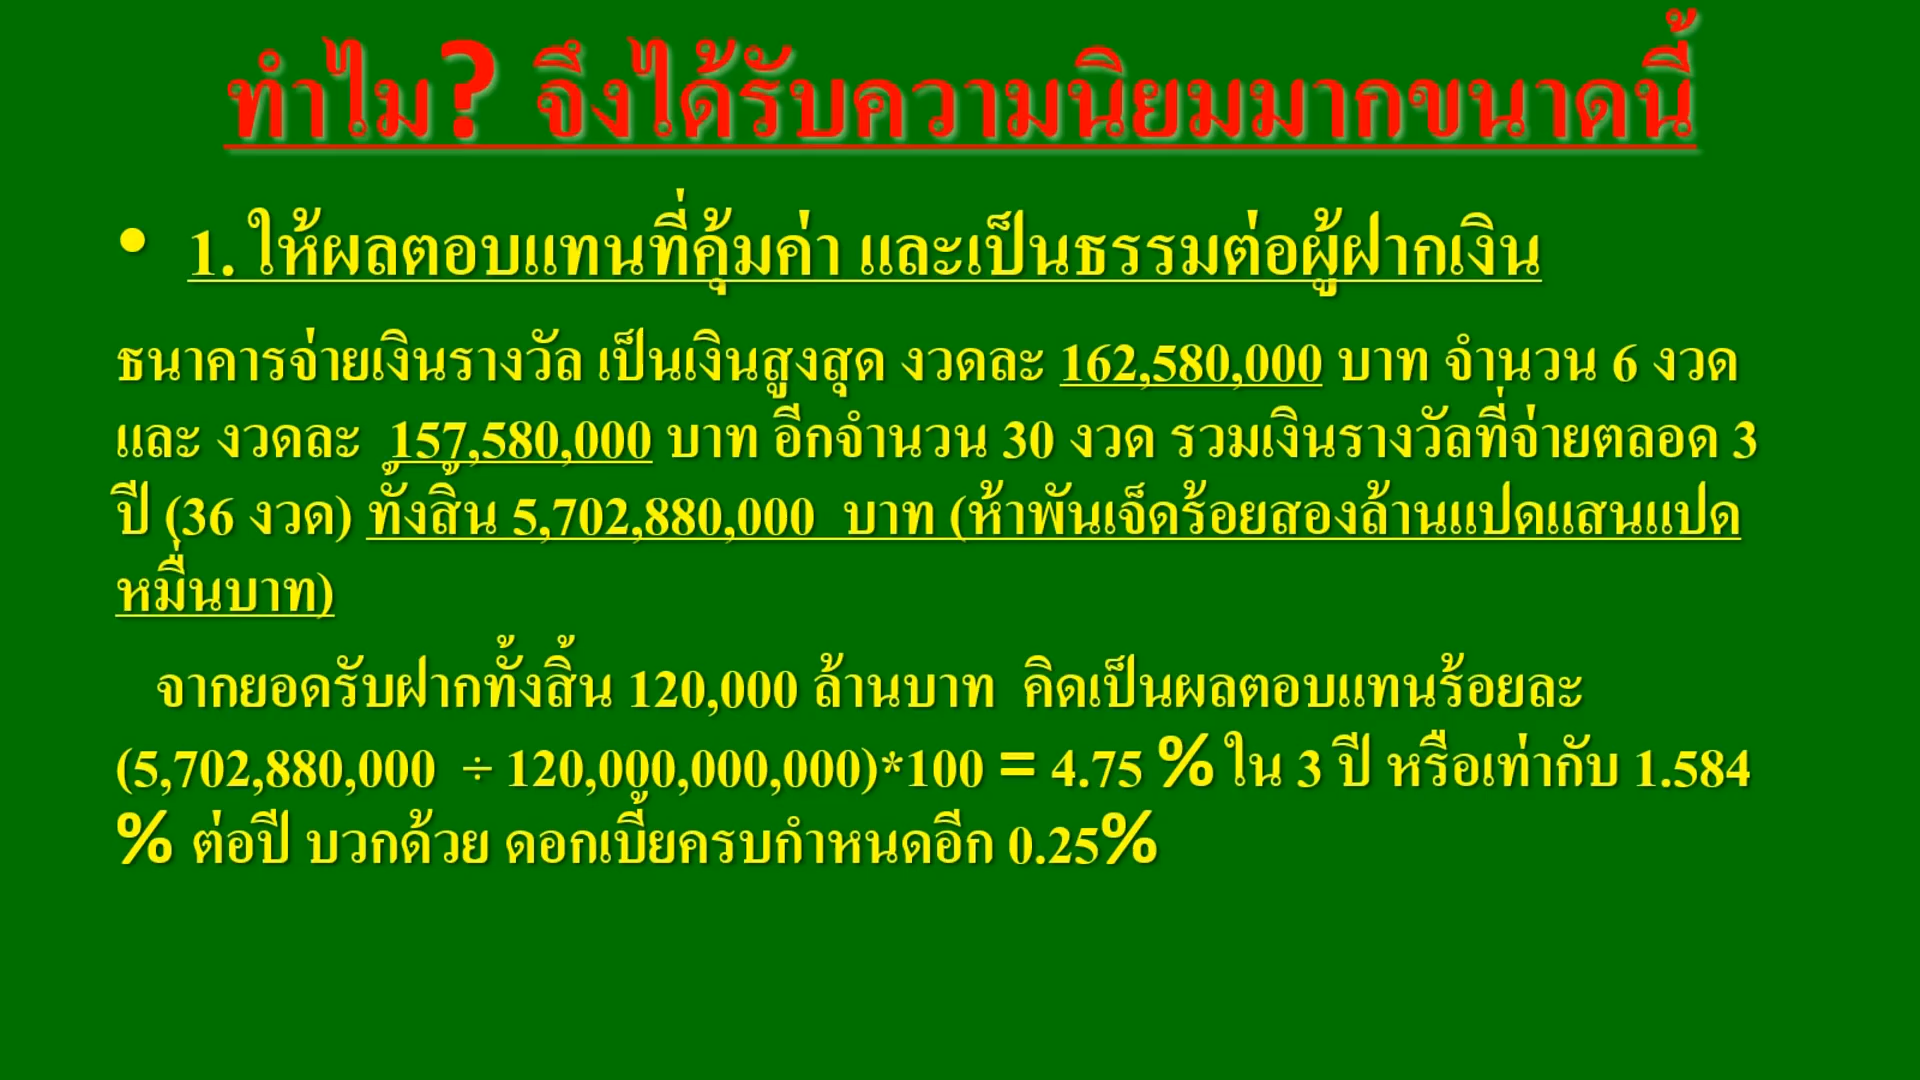 ทำไม? จึงได้รับความนิยมมากขนาดนี้
• 1. ให้ผลตอบแทนที่คุ้มค่า และเป็นธรรมต่อผู้ฝากเงิน
ธนาคารจ่ายเงินรางวัล เป็นเงินสูงสุด งวดละ 162,580,000 บาท จำนวน 6 งวด
และ งวดละ 157,580,000 บาท อีกจำนวน 30 งวด รวมเงินรางวัลที่จ่ายตลอด 3
ปี (36 งวด) ทั้งสิ้น 5,702,880,000 บาท (ห้าพันเจ็ดร้อยสองล้านแปดแสนแปด
หมื่นบาท)
จากยอดรับฝากทั้งสิ้น 120,000 ล้านบาท คิดเป็นผลตอบแทนร้อยละ
(5,702,880,000 ÷ 120,000,000,000)*100 = 4.75 % ใน 3 ปี หรือเท่ากับ 1.584
% ต่อปี บวกด้วย ดอกเบี้ยครบกำหนดอีก 0.25%